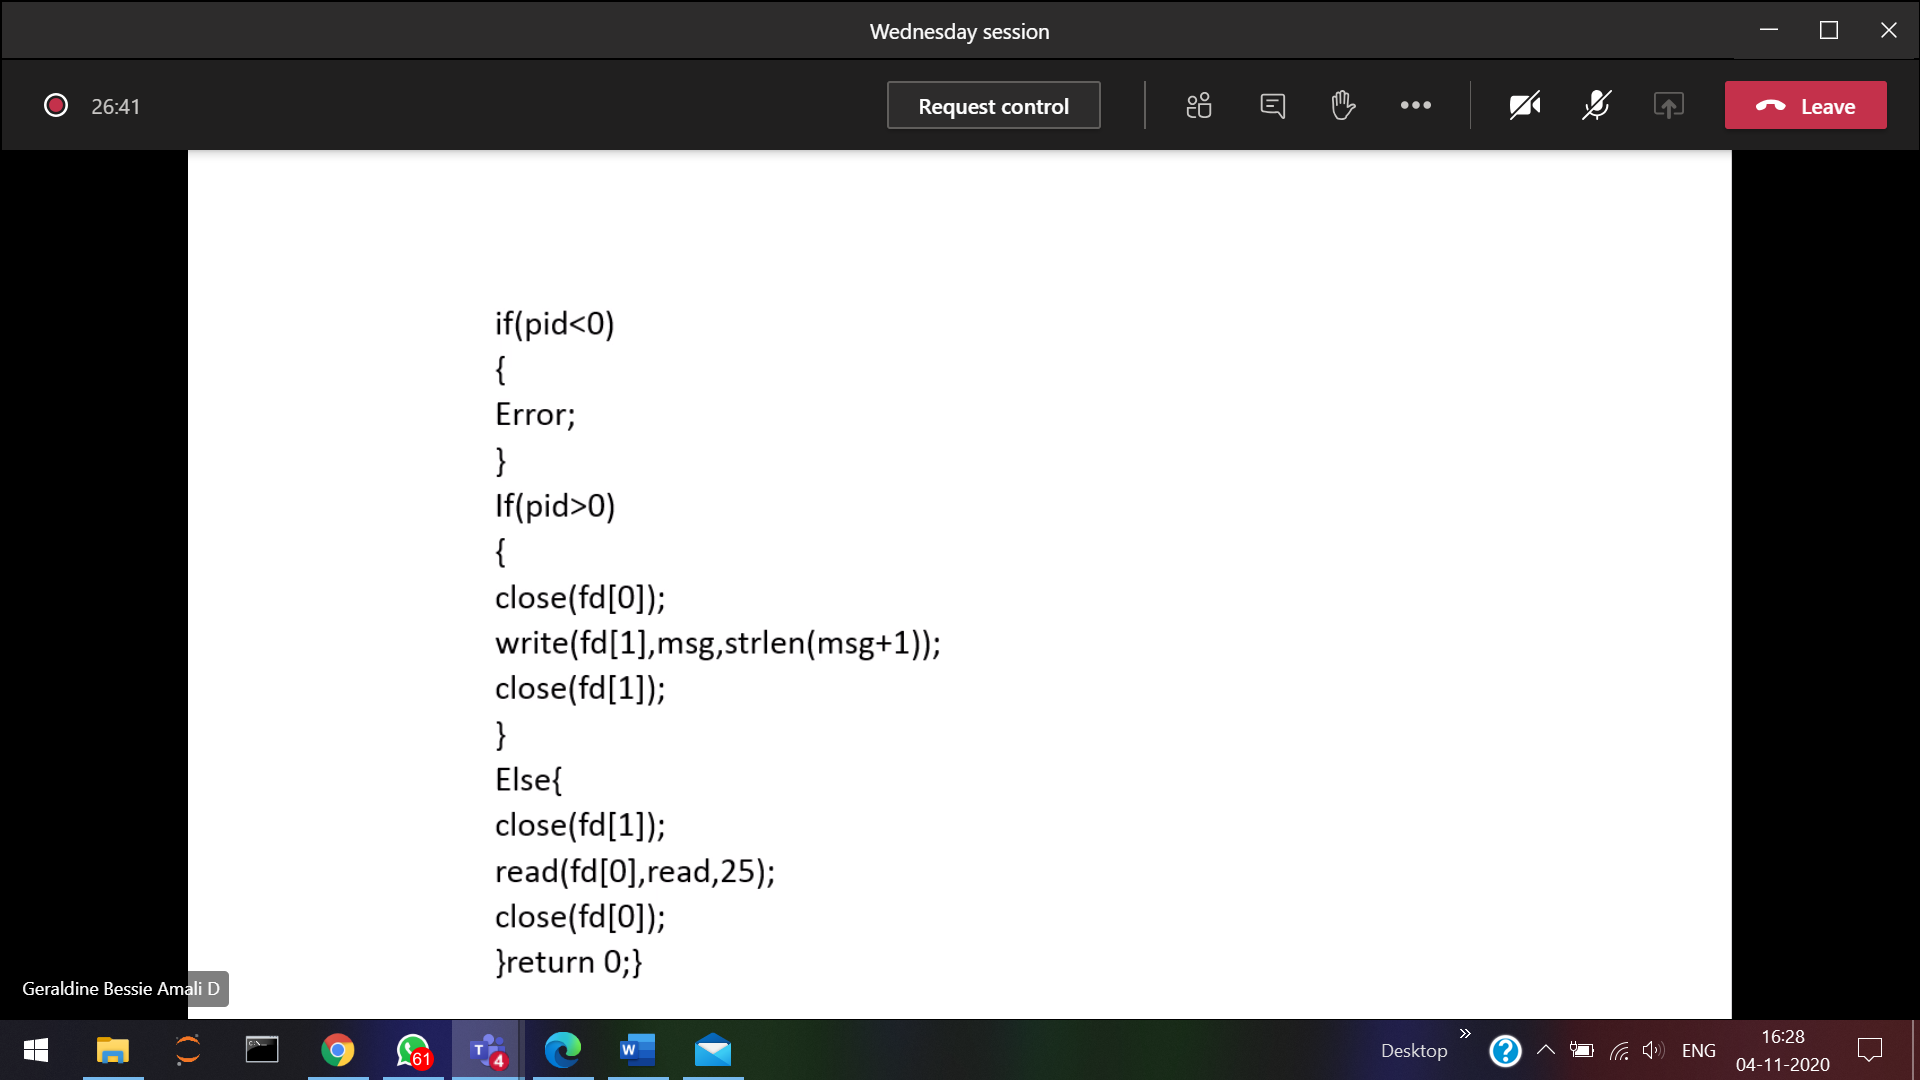 Wednesday session
26:41
Request control
Leave
if(pid<0)
{
Error;
}
If(pid>0)
{
close(fd[0]);
write(fd[1],msg,strlen(msg+1));
close(fd[1]);
}
Else{
close(fd[1]);
read(fd[0],read,25);
close(fd[0]);
}return 0;}
Geraldine Bessie Amali D
61
T
4
W
Desktop
ENG
16:28
04-11-2020